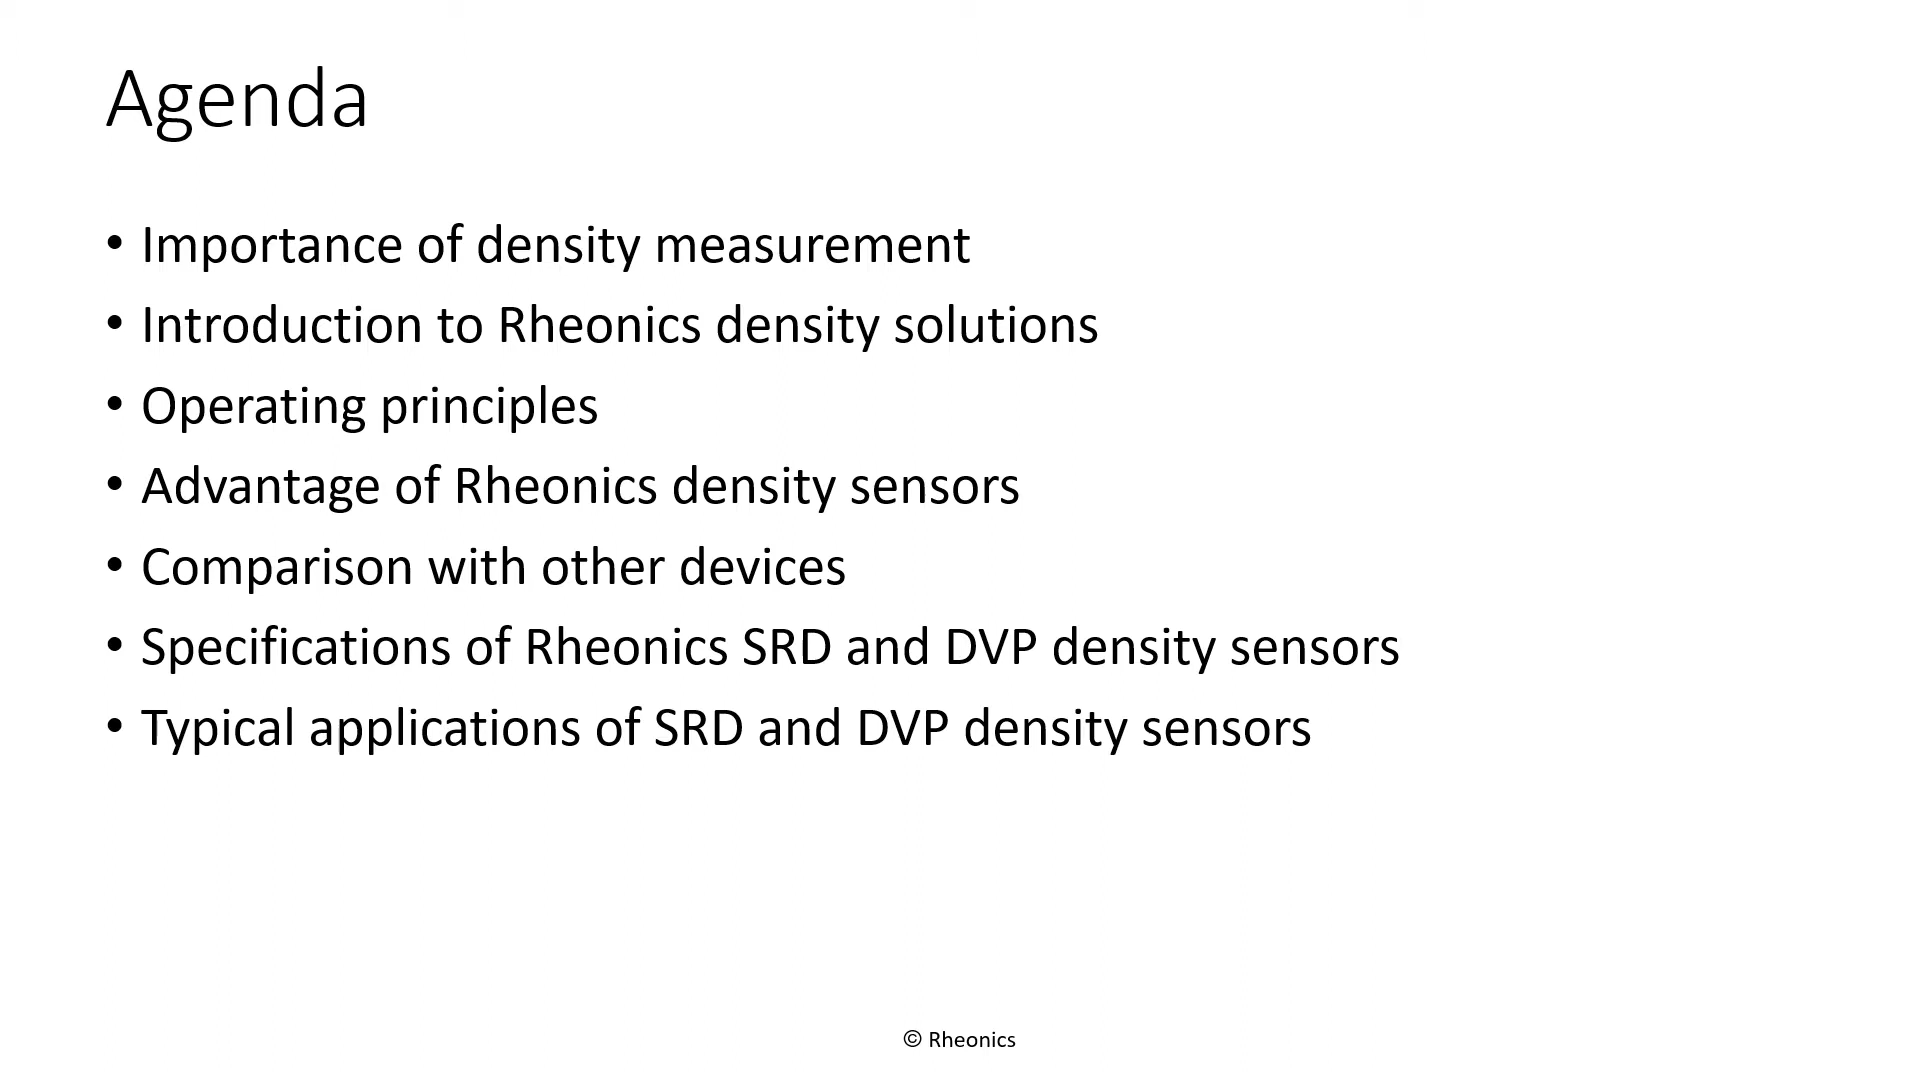 Agenda
• Importance of density measurement
• Introduction to Rheonics density solutions
• Operating principles
• Advantage of Rheonics density sensors
• Comparison with other devices
• Specifications of Rheonics SRD and DVP density sensors
• Typical applications of SRD and DVP density sensors
© Rheonics